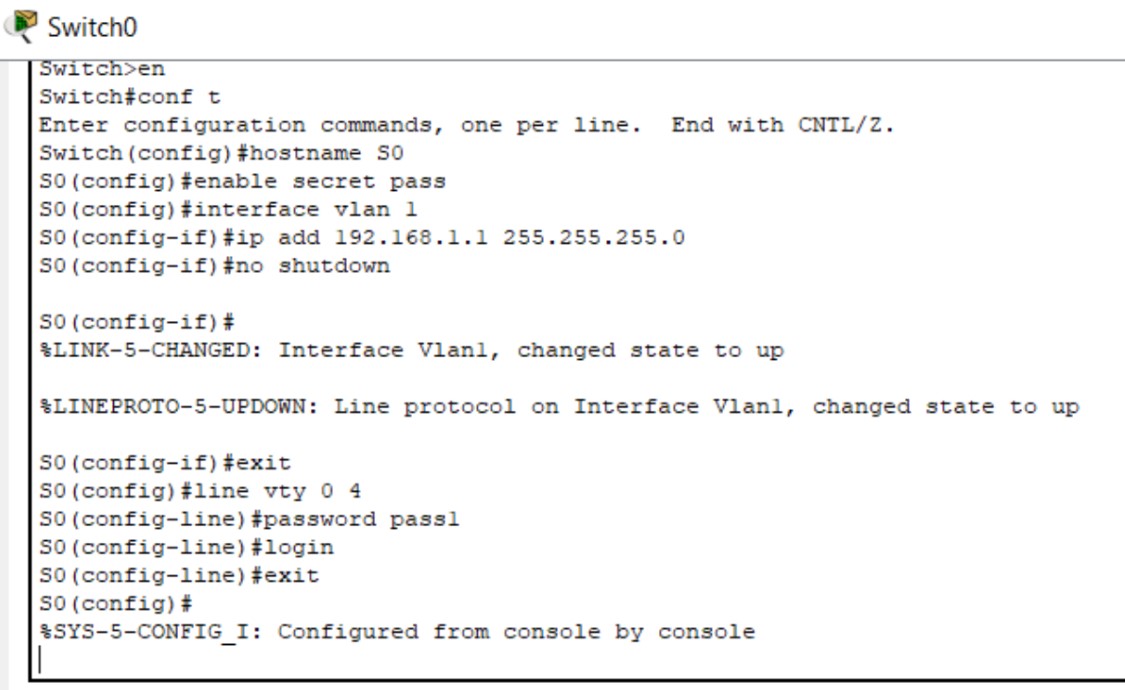 Switch0
Switch>en
Switch#conf t
Enter configuration commands, one per line.  End with CNTL/Z.
Switch(config)#hostname S0
S0(config)#enable secret pass
S0(config)#interface vlan 1
S0(config-if)#ip add 192.168.1.1 255.255.255.0
S0(config-if)#no shutdown
S0(config-if)#
%LINK-5-CHANGED: Interface Vlan1, changed state to up
%LINEPROTO-5-UPDOWN: Line protocol on Interface Vlan1, changed state to up
S0(config-if)#exit
S0(config)#line vty 0 4
S0(config-line)#password pass1
S0(config-line)#login
S0(config-line)#exit
S0(config)#
%SYS-5-CONFIG_I: Configured from console by console